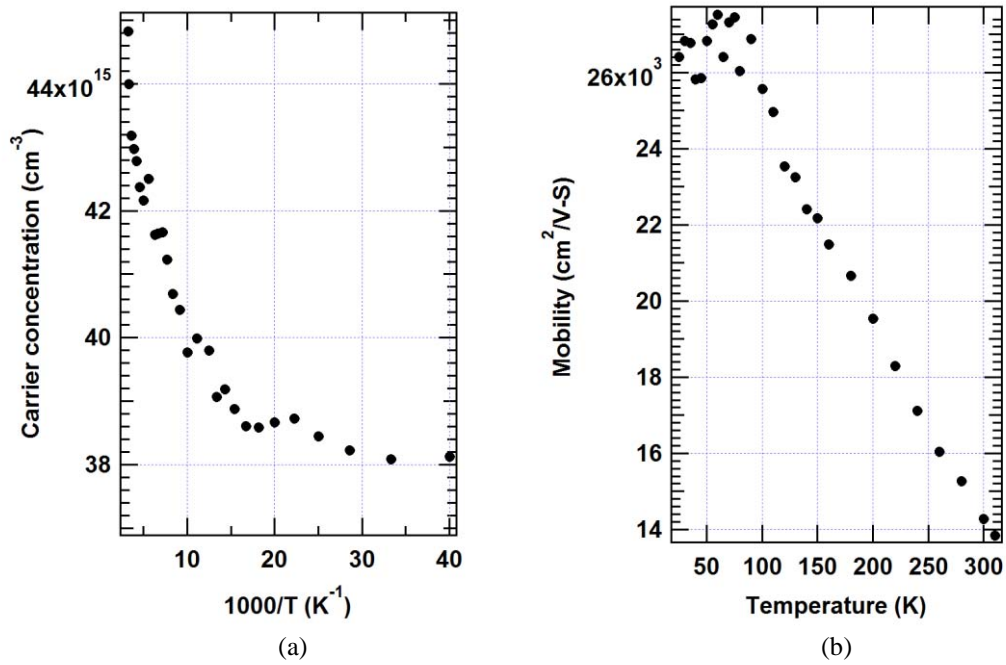 44x10^15
42
40
38
Carrier concentration (cm^-3)
10
20
30
40
1000/T (K^-1)
(a)
26x10^3
24
22
20
18
16
14
Mobility (cm^2/V-S)
50
100
150
200
250
300
Temperature (K)
(b)